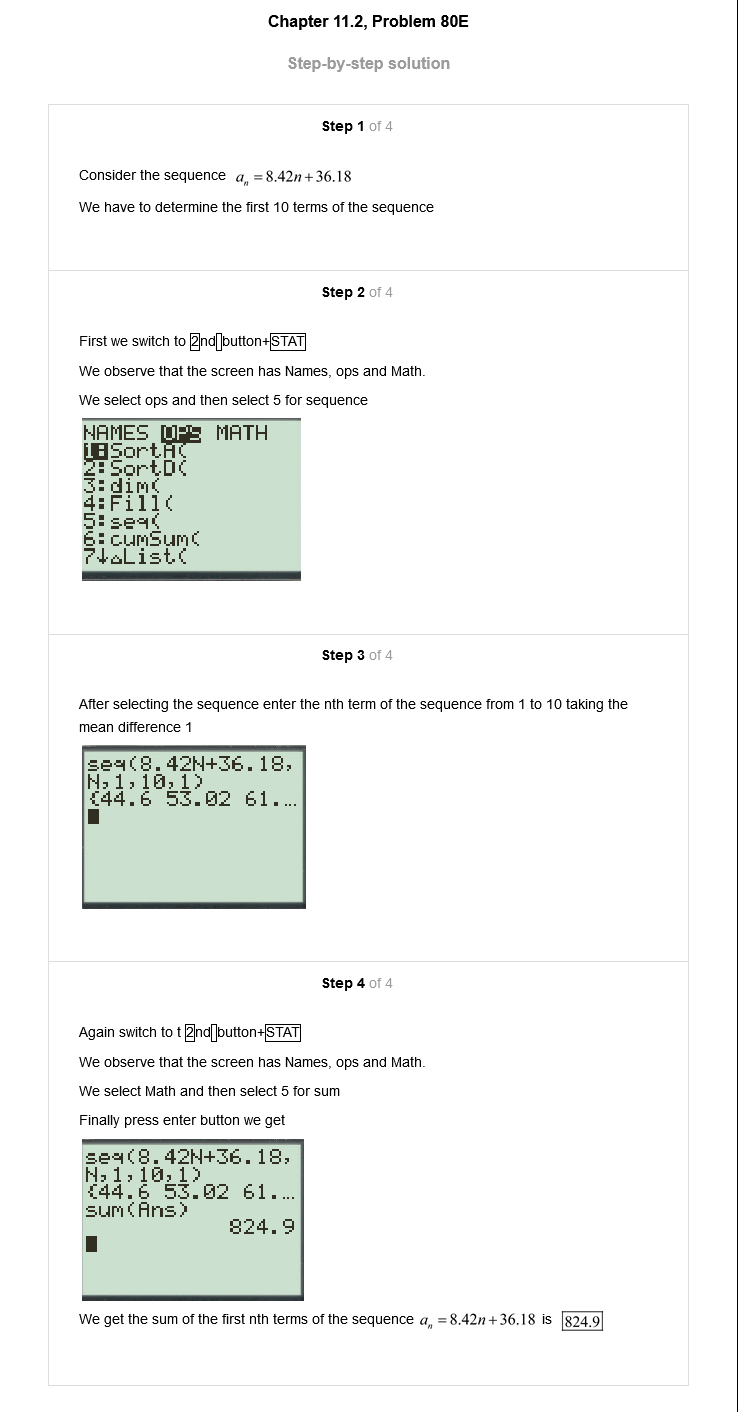 Chapter 11.2, Problem 80E
Step-by-step solution
Step 1 of 4
Consider the sequence aₙ = 8.42n + 36.18
We have to determine the first 10 terms of the sequence
Step 2 of 4
First we switch to 2nd button+STAT
We observe that the screen has Names, ops and Math.
We select ops and then select 5 for sequence
NAMES OPS MATH
1:SortA(
2:SortD(
3:dim(
4:Fill(
5:seq(
6:cumSum(
7↓ΔList(
Step 3 of 4
After selecting the sequence enter the nth term of the sequence from 1 to 10 taking the
mean difference 1
seq(8.42N+36.18,
N,1,10,1)
{44.6 53.02 61.…
Step 4 of 4
Again switch to t 2nd button+STAT
We observe that the screen has Names, ops and Math.
We select Math and then select 5 for sum
Finally press enter button we get
seq(8.42N+36.18,
N,1,10,1)
{44.6 53.02 61.…
sum(Ans)
824.9
We get the sum of the first nth terms of the sequence aₙ = 8.42n + 36.18 is 824.9